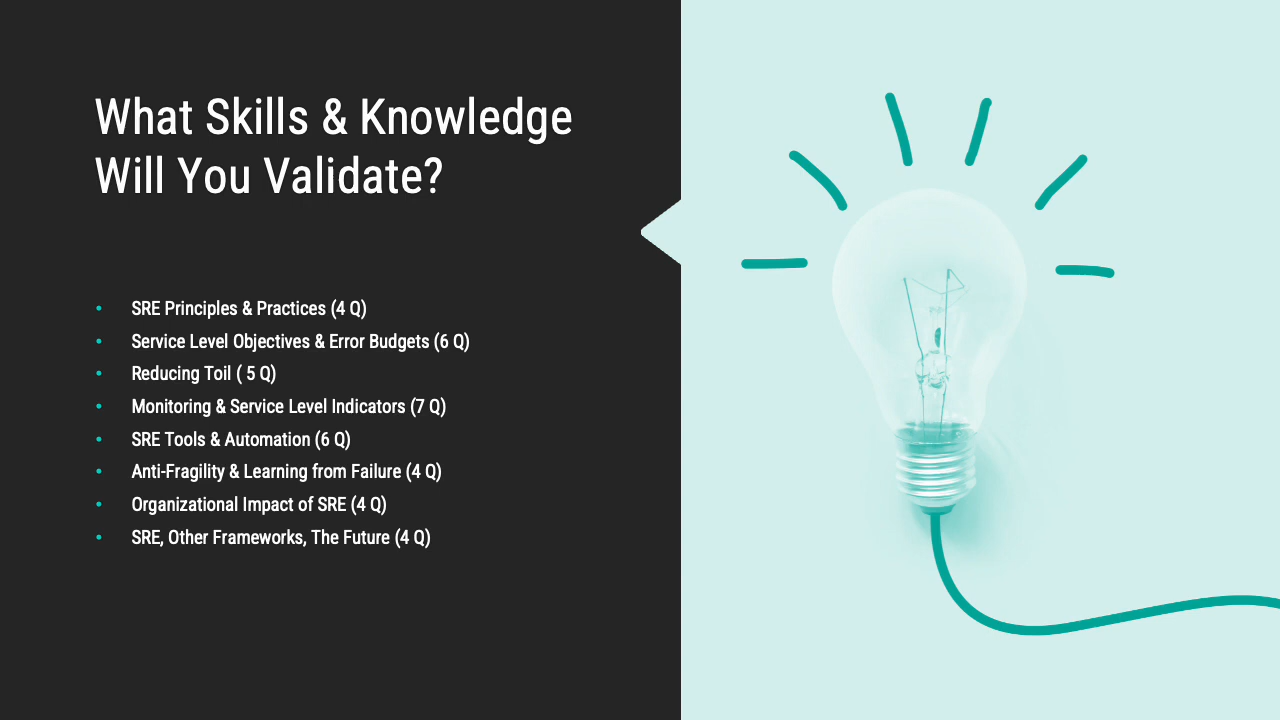 What Skills & Knowledge
Will You Validate?
• SRE Principles & Practices (4 Q)
• Service Level Objectives & Error Budgets (6 Q)
• Reducing Toil ( 5 Q)
• Monitoring & Service Level Indicators (7 Q)
• SRE Tools & Automation (6 Q)
• Anti-Fragility & Learning from Failure (4 Q)
• Organizational Impact of SRE (4 Q)
• SRE, Other Frameworks, The Future (4 Q)